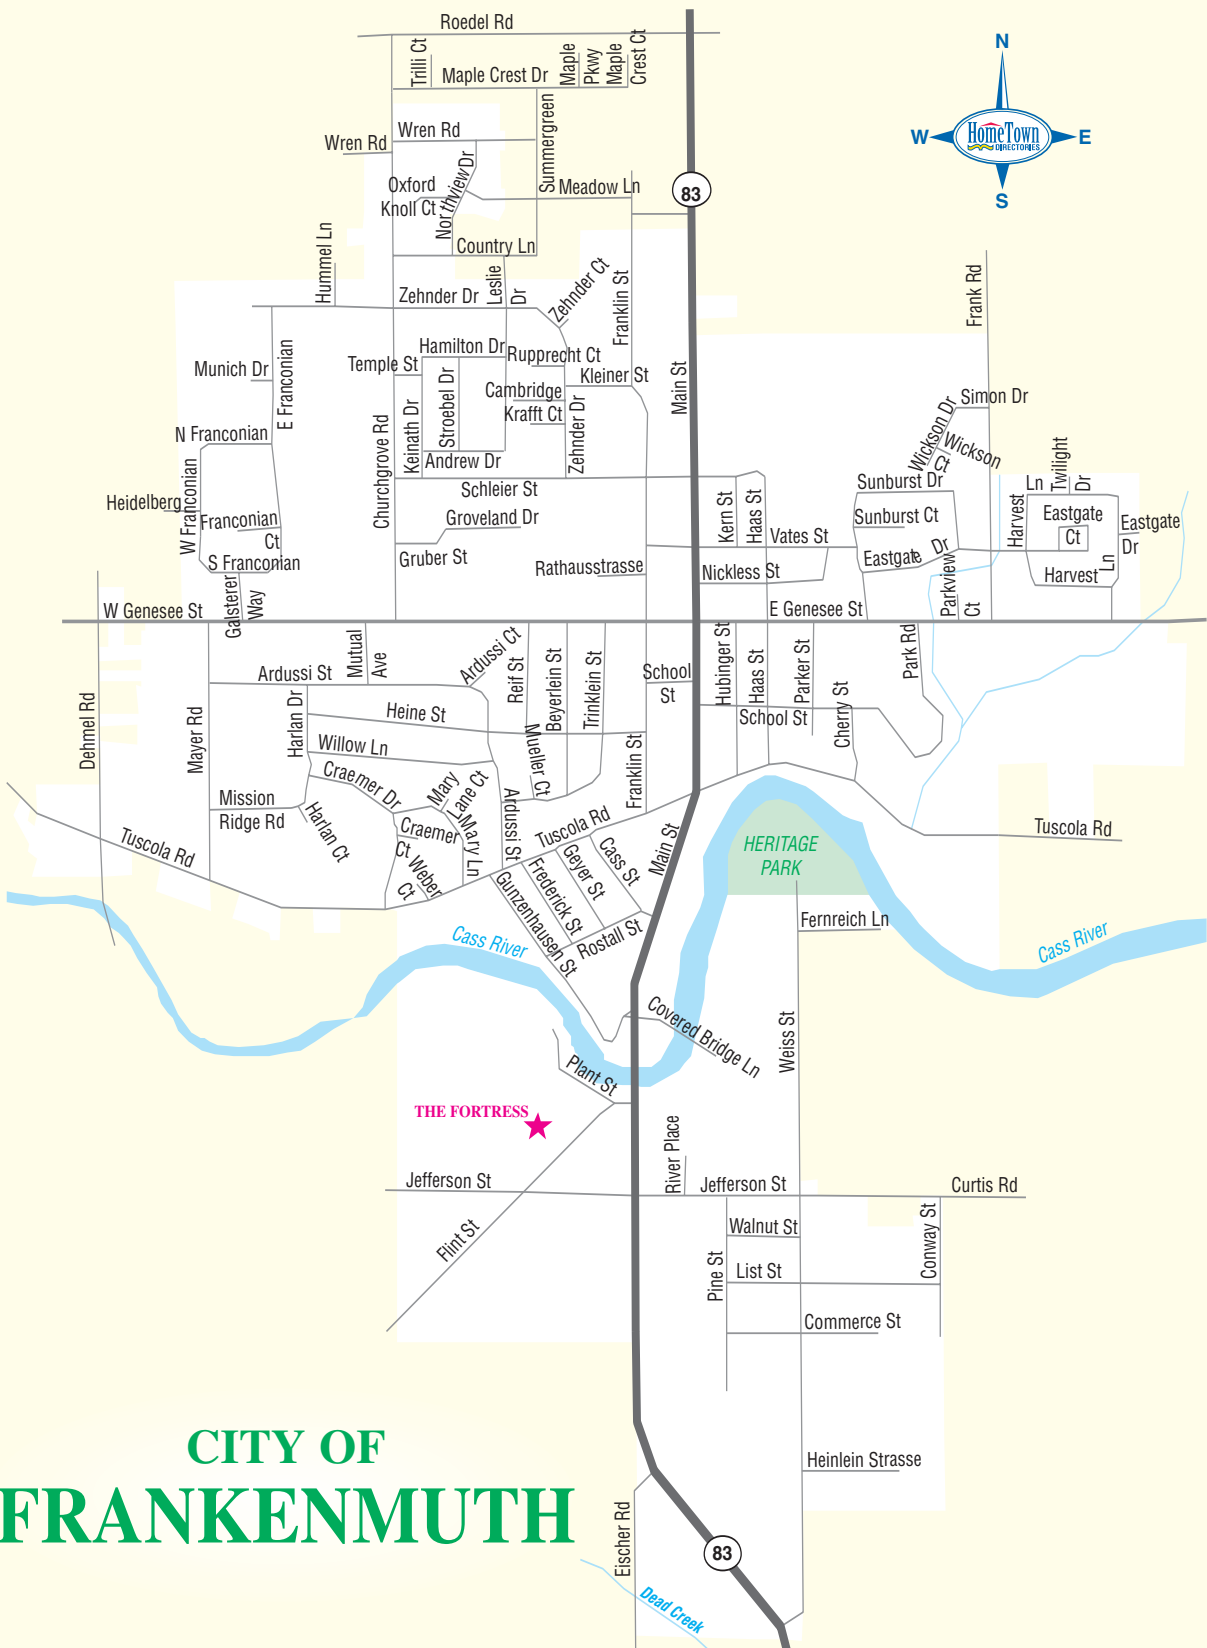 Roedel Rd
Trilli Ct
Maple Crest Dr
Maple
Pkwy
Maple
Crest Ct
N
W
HomeTown
DIRECTORIES
E
S
Wren Rd
Wren Rd
Summergreen
Northview Dr
Oxford
Knoll Ct
Meadow Ln
83
Country Ln
Hummel Ln
Zehnder Dr
Leslie
Dr
Zehnder Ct
Franklin St
Frank Rd
Munich Dr
E Franconian
Temple St
Hamilton Dr
Rupprecht Ct
Kleiner St
Main St
Stroebel Dr
Cambridge
Krafft Ct
Keinath Dr
Andrew Dr
Zehnder Dr
Churchgrove Rd
Simon Dr
Wickson Dr
Wickson
Ct
N Franconian
W Franconian
Heidelberg
Franconian
Ct
S Franconian
Galsterer
Way
Schleier St
Groveland Dr
Gruber St
Rathausstrasse
Kern St
Haas St
Vates St
Nickless St
Sunburst Dr
Sunburst Ct
Eastgate Dr
Parkview
Ct
Harvest
Ln
Twilight
Dr
Eastgate
Ct
Eastgate
Dr
Harvest
Ln
W Genesee St
E Genesee St
Dehmel Rd
Mayer Rd
Ardussi St
Mutual
Ave
Ardussi Ct
Reif St
Beyerlein St
Trinklein St
School
St
Hubinger St
Haas St
Parker St
Park Rd
School St
Cherry St
Harlan Dr
Heine St
Willow Ln
Mueller Ct
Franklin St
Craemer Dr
Mary
Lane Ct
Mission
Ridge Rd
Harlan Ct
Craemer
Ct
Mary Ln
Ardussi St
Weber
Ct
Tuscola Rd
Tuscola Rd
Tuscola Rd
Main St
Cass St
Geyer St
Frederick St
Gunzenhausen St
Rostall St
HERITAGE
PARK
Fernreich Ln
Cass River
Cass River
Weiss St
Covered Bridge Ln
Plant St
THE FORTRESS
River Place
Jefferson St
Jefferson St
Curtis Rd
Flint St
Walnut St
Pine St
List St
Conway St
Commerce St
Heinlein Strasse
CITY OF
FRANKENMUTH
Eischer Rd
83
Dead Creek